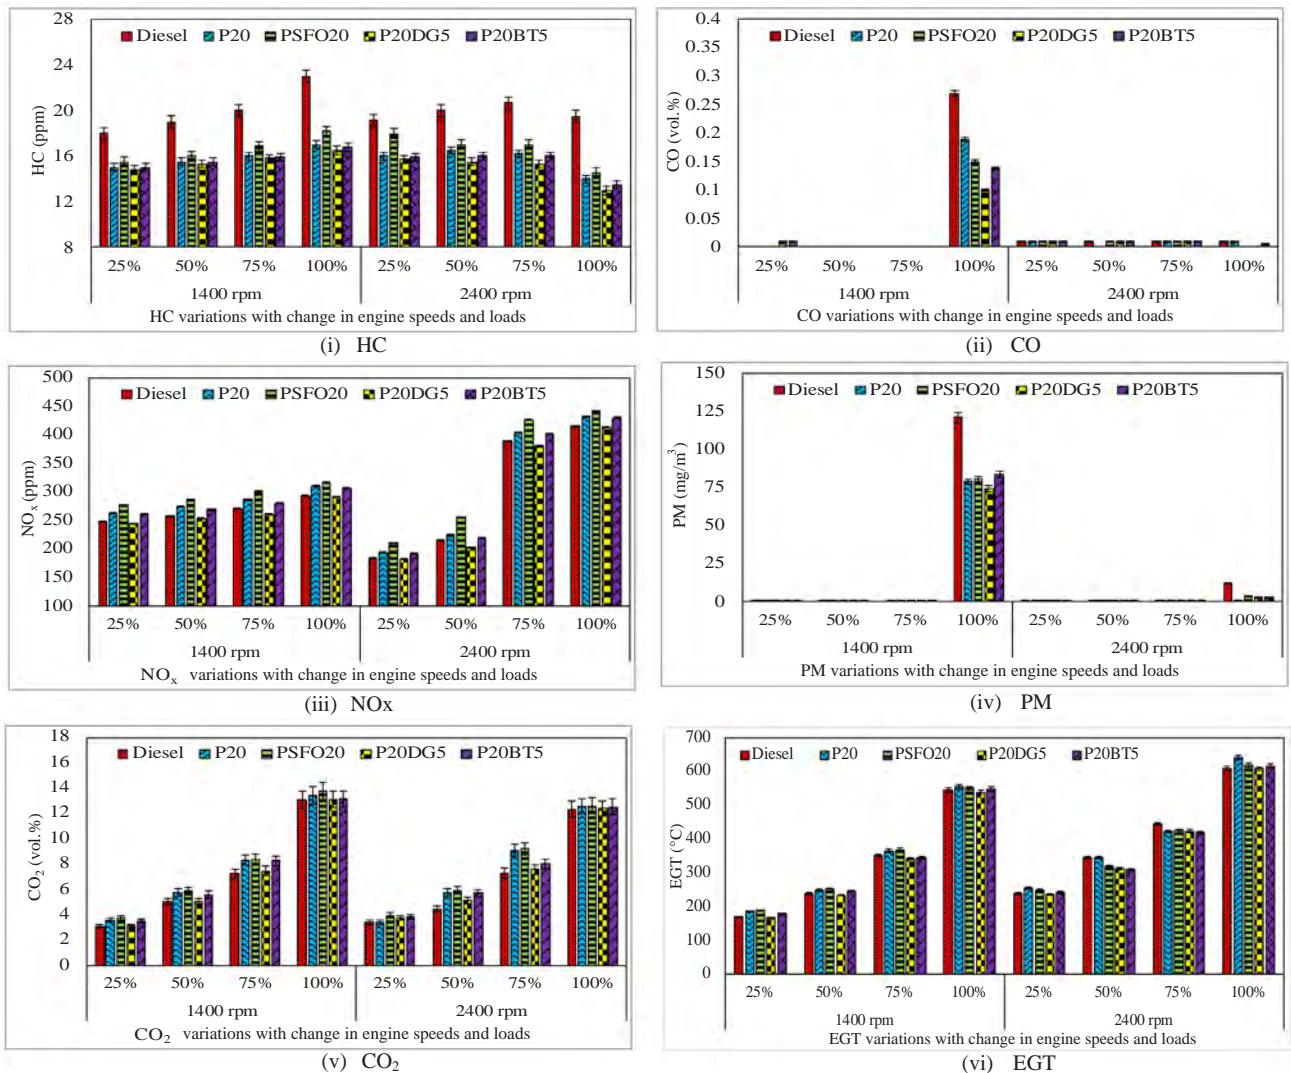 28
24
20
16
12
8
HC (ppm)
Diesel P20 PSFO20 P20DG5 P20BT5
25% 50% 75% 100% 25% 50% 75% 100%
1400 rpm 2400 rpm
HC variations with change in engine speeds and loads
(i) HC
0.4
0.35
0.3
0.25
0.2
0.15
0.1
0.05
0
CO (vol.%)
Diesel P20 PSFO20 P20DG5 P20BT5
25% 50% 75% 100% 25% 50% 75% 100%
1400 rpm 2400 rpm
CO variations with change in engine speeds and loads
(ii) CO
500
450
400
350
300
250
200
150
100
NOx (ppm)
Diesel P20 PSFO20 P20DG5 P20BT5
25% 50% 75% 100% 25% 50% 75% 100%
1400 rpm 2400 rpm
NOx variations with change in engine speeds and loads
(iii) NOx
150
125
100
75
50
25
0
PM (mg/m³)
Diesel P20 PSFO20 P20DG5 P20BT5
25% 50% 75% 100% 25% 50% 75% 100%
1400 rpm 2400 rpm
PM variations with change in engine speeds and loads
(iv) PM
18
16
14
12
10
8
6
4
2
0
CO₂ (vol.%)
Diesel P20 PSFO20 P20DG5 P20BT5
25% 50% 75% 100% 25% 50% 75% 100%
1400 rpm 2400 rpm
CO₂ variations with change in engine speeds and loads
(v) CO₂
700
600
500
400
300
200
100
0
EGT (°C)
Diesel P20 PSFO20 P20DG5 P20BT5
25% 50% 75% 100% 25% 50% 75% 100%
1400 rpm 2400 rpm
EGT variations with change in engine speeds and loads
(vi) EGT